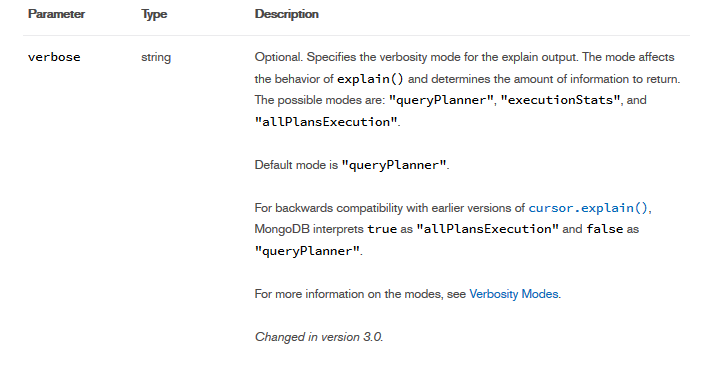 Parameter Type Description
verbose string Optional. Specifies the verbosity mode for the explain output. The mode affects
the behavior of explain() and determines the amount of information to return.
The possible modes are: "queryPlanner", "executionStats", and
"allPlansExecution".
Default mode is "queryPlanner".
For backwards compatibility with earlier versions of cursor.explain(),
MongoDB interprets true as "allPlansExecution" and false as
"queryPlanner".
For more information on the modes, see Verbosity Modes.
Changed in version 3.0.